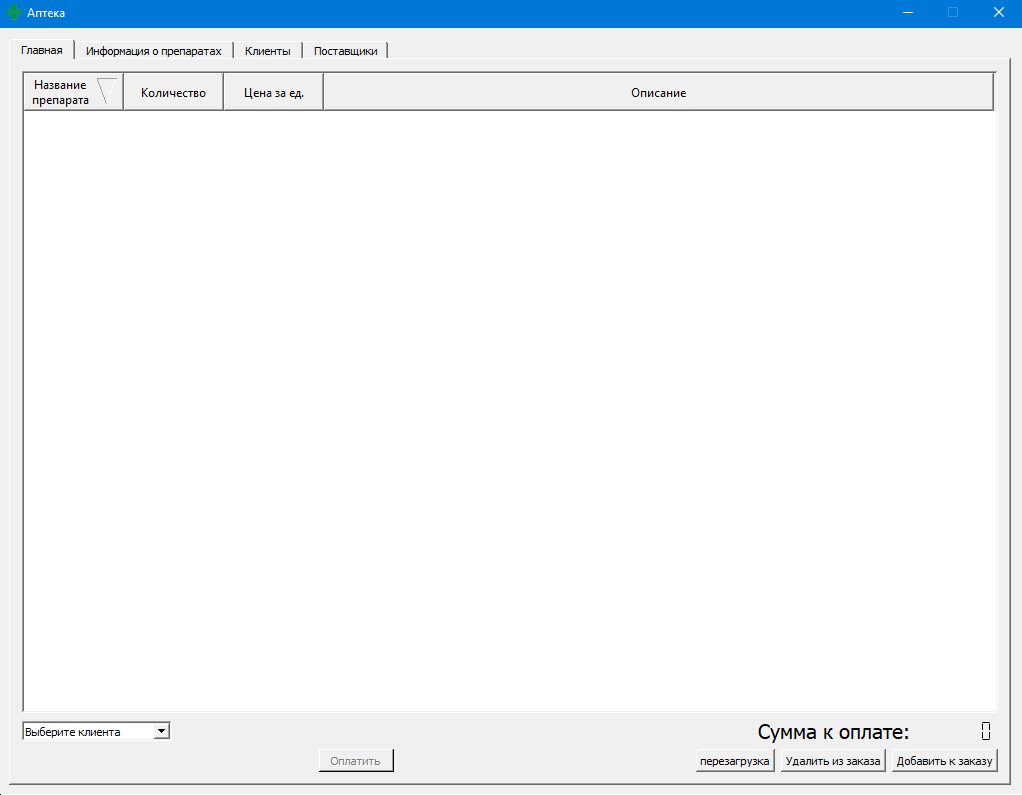 Аптека
Главная
Информация о препаратах
Клиенты
Поставщики
Название
препарата
Количество
Цена за ед.
Описание
Выберите клиента
Сумма к оплате:
0
Оплатить
перезагрузка
Удалить из заказа
Добавить к заказу